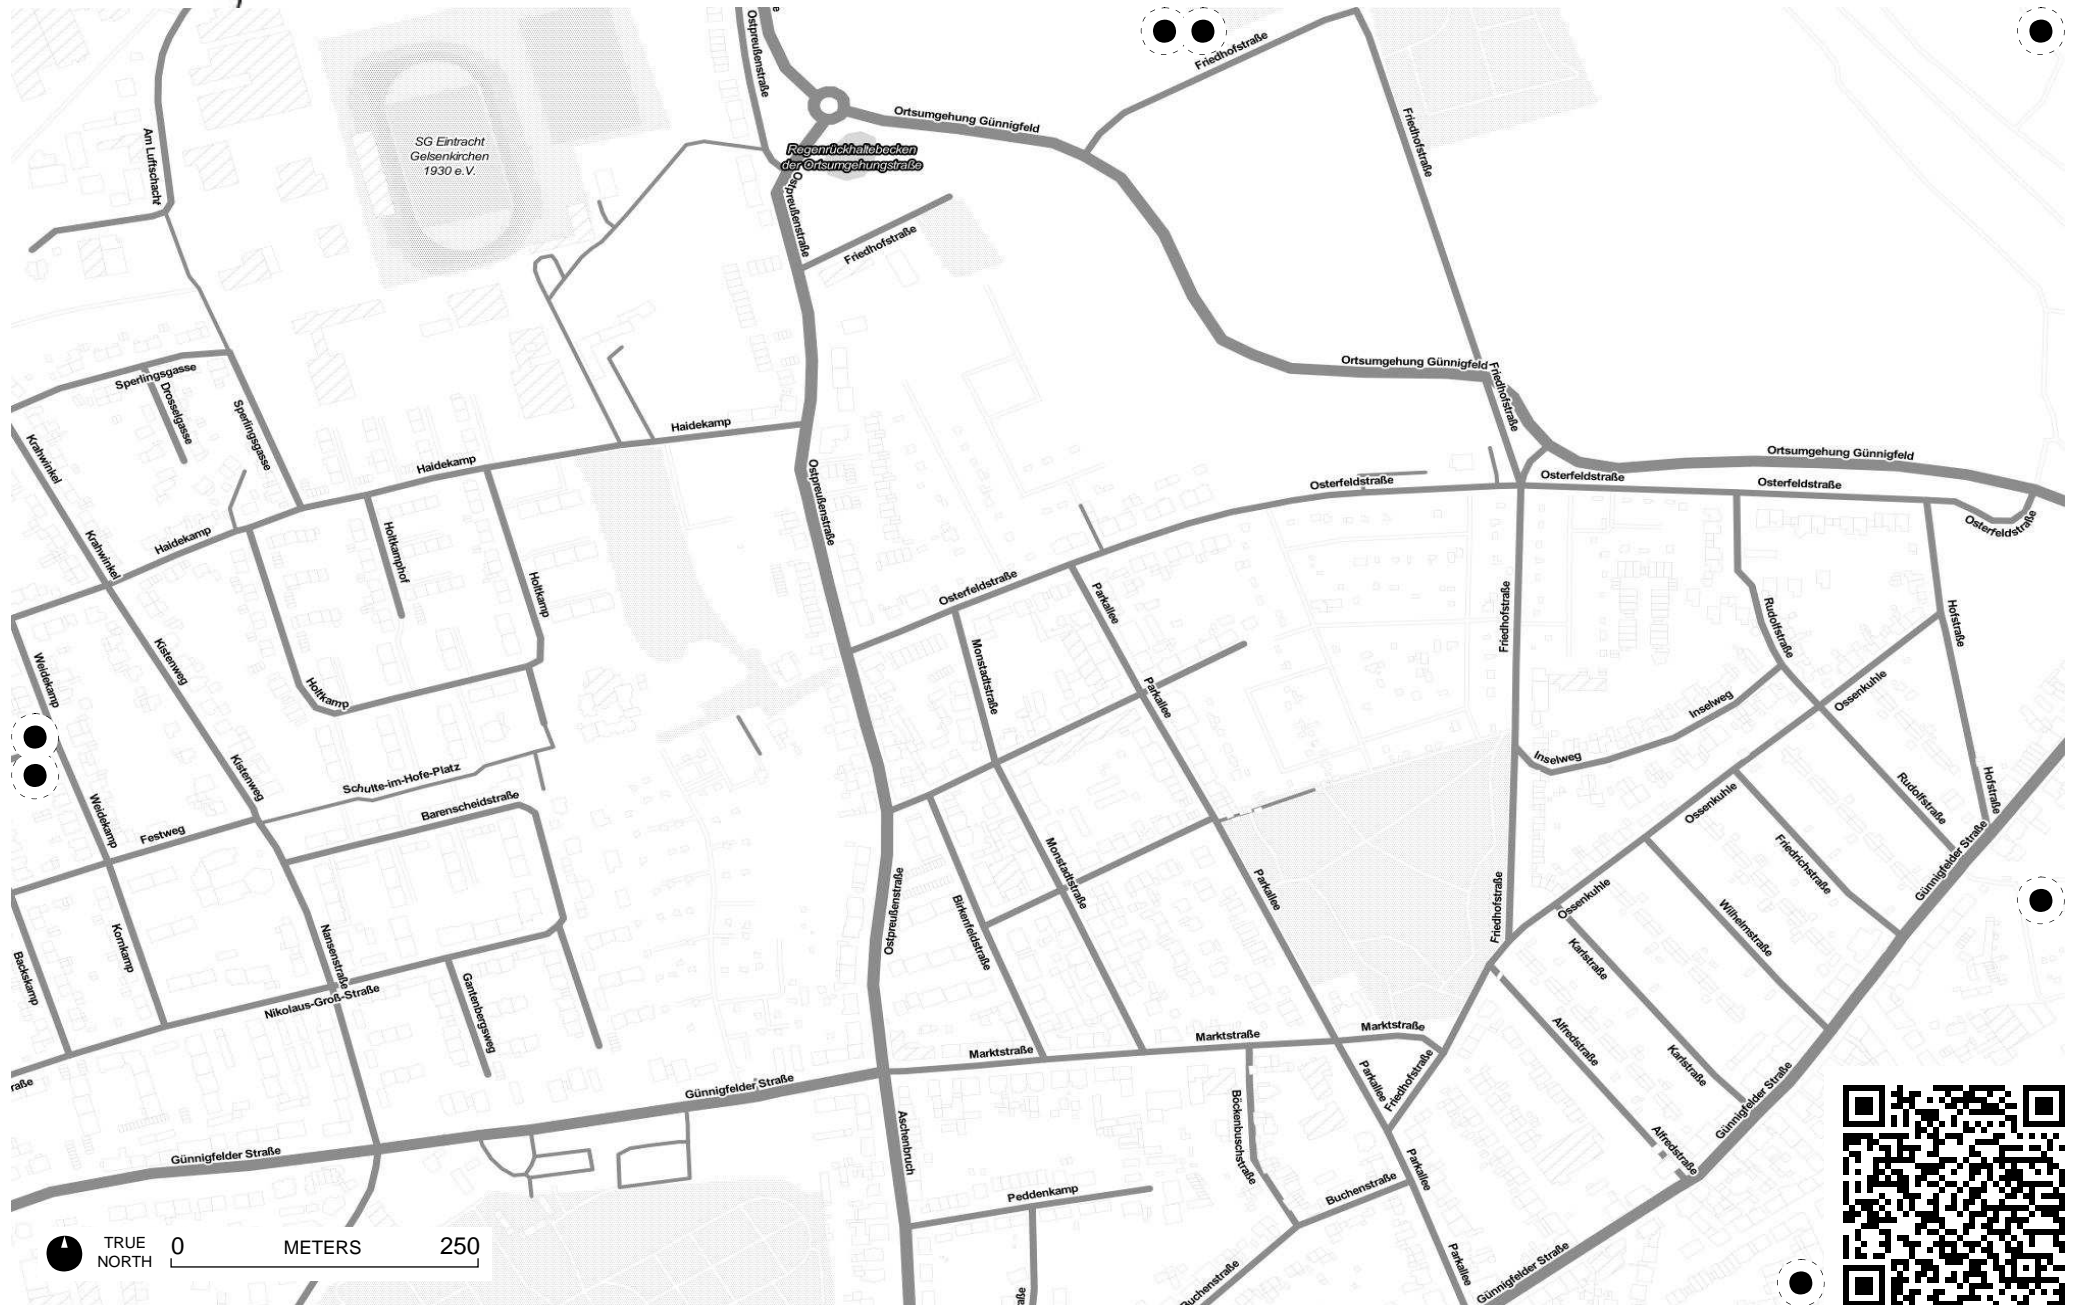 Ostpreußenstraße
Friedhofstraße
Ortsumgehung Günnigfeld
Am Luftschacht
SG Eintracht
Gelsenkirchen
1930 e.V.
Regenrückhaltebecken
der Ortsumgehungstraße
Friedhofstraße
Ostpreußenstraße
Friedhofstraße
Sperlingsgasse
Drosselgasse
Sperlingsgasse
Ortsumgehung Günnigfeld
Friedhofstraße
Haidekamp
Krahwinkel
Haidekamp
Ortsumgehung Günnigfeld
Osterfeldstraße
Osterfeldstraße
Osterfeldstraße
Ostpreußenstraße
Osterfeldstraße
Haidekamp
Krahwinkel
Holtkamphof
Holtkamp
Osterfeldstraße
Parkallee
Friedhofstraße
Rudolfstraße
Hofstraße
Kistenweg
Weidekamp
Monstadtstraße
Holtkamp
Parkallee
Inselweg
Ossenkuhle
Inselweg
Kistenweg
Schulte-im-Hofe-Platz
Barenscheidstraße
Weidekamp
Festweg
Hofstraße
Rudolfstraße
Ossenkuhle
Friedrichstraße
Günnigfelder Straße
Monstadtstraße
Parkallee
Ostpreußenstraße
Birkenfeldstraße
Friedhofstraße
Ossenkuhle
Wilhelmstraße
Karlstraße
Kornkamp
Backskamp
Nansenstraße
Nikolaus-Groß-Straße
Gantenbergsweg
Marktstraße
Marktstraße
Marktstraße
Alfredstraße
Karlstraße
raße
Günnigfelder Straße
Parkallee
Friedhofstraße
Böckenbuschstraße
Günnigfelder Straße
Aschenbruch
Alfredstraße
Günnigfelder Straße
Parkallee
Peddenkamp
Buchenstraße
Parkallee
Buchenstraße
Günnigfelder Straße
TRUE
NORTH
0 METERS 250